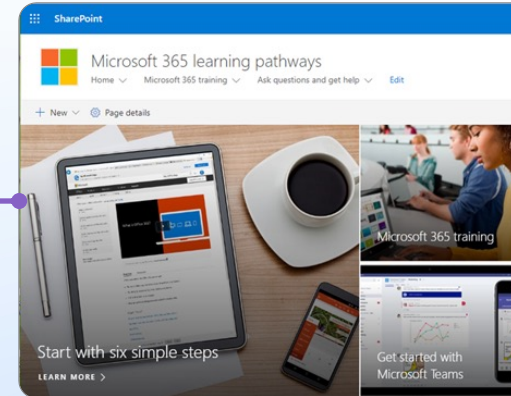 SharePoint
Microsoft 365 learning pathways
Home Microsoft 365 training Ask questions and get help Edit
+ New Page details
Microsoft 365 training
Start with six simple steps
LEARN MORE >
Get started with
Microsoft Teams